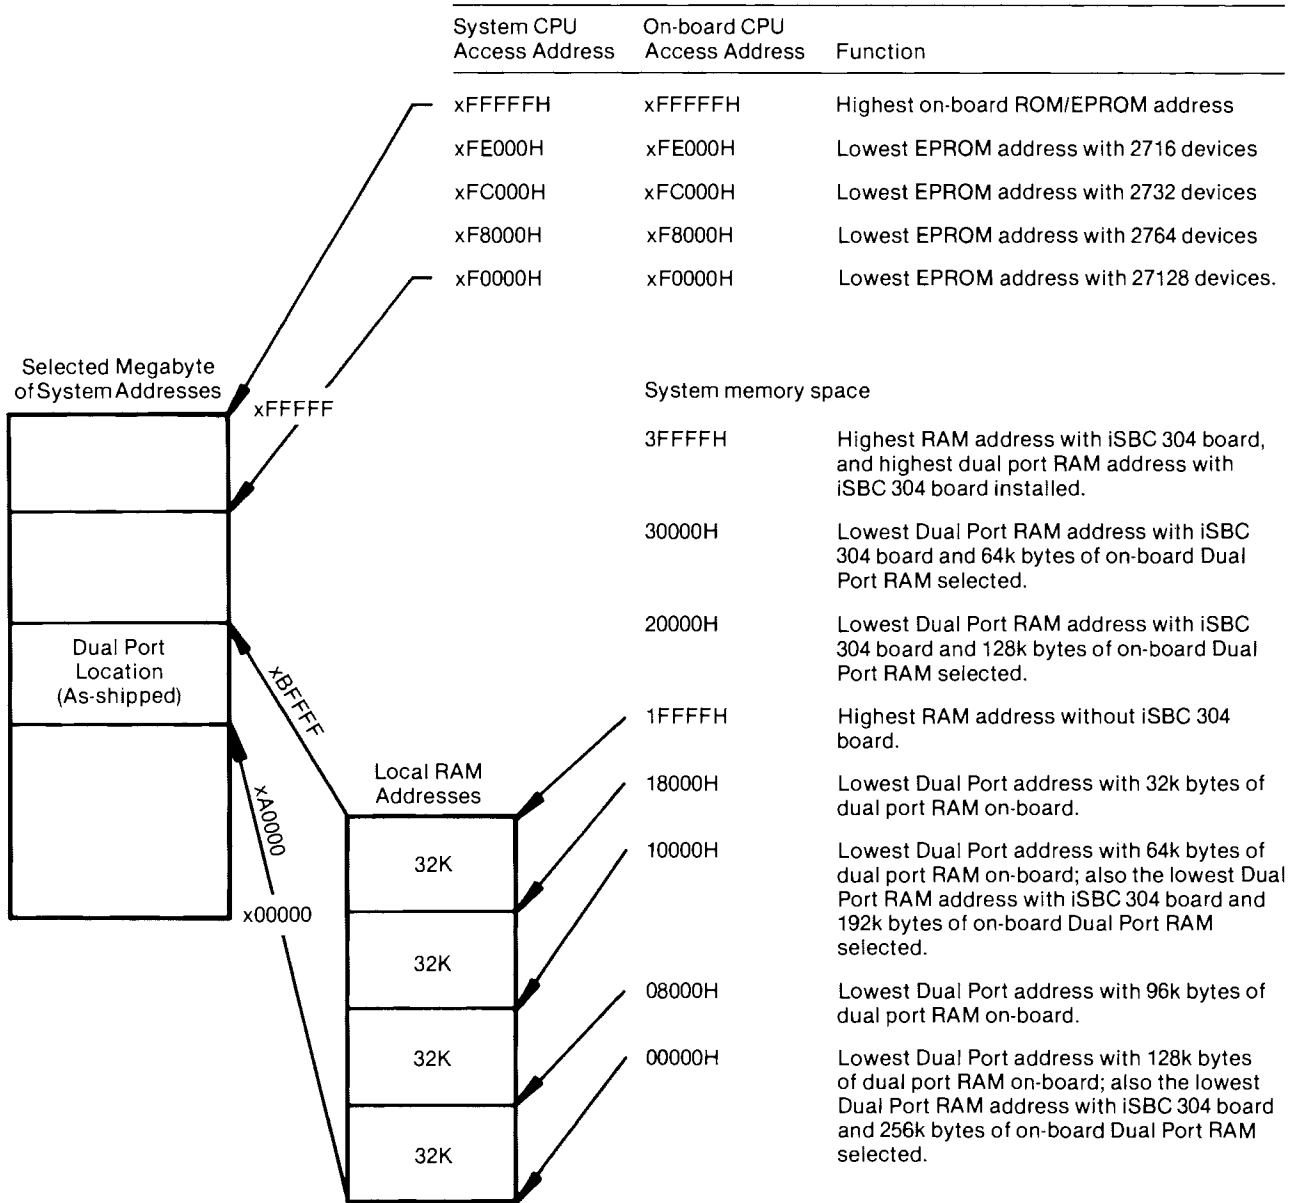 System CPU
Access Address
On-board CPU
Access Address
Function
xFFFFFH xFFFFFH Highest on-board ROM/EPROM address
xFE000H xFE000H Lowest EPROM address with 2716 devices
xFC000H xFC000H Lowest EPROM address with 2732 devices
xF8000H xF8000H Lowest EPROM address with 2764 devices
xF0000H xF0000H Lowest EPROM address with 27128 devices.
Selected Megabyte
of System Addresses
xFFFFF
Dual Port
Location
(As-shipped)
xBFFFF
xA0000
x00000
Local RAM
Addresses
32K
32K
32K
32K
System memory space
3FFFFH Highest RAM address with iSBC 304 board,
and highest dual port RAM address with
iSBC 304 board installed.
30000H Lowest Dual Port RAM address with iSBC
304 board and 64k bytes of on-board Dual
Port RAM selected.
20000H Lowest Dual Port RAM address with iSBC
304 board and 128k bytes of on-board Dual
Port RAM selected.
1FFFFH Highest RAM address without iSBC 304
board.
18000H Lowest Dual Port address with 32k bytes of
dual port RAM on-board.
10000H Lowest Dual Port address with 64k bytes of
dual port RAM on-board; also the lowest Dual
Port RAM address with iSBC 304 board and
192k bytes of on-board Dual Port RAM
selected.
08000H Lowest Dual Port address with 96k bytes of
dual port RAM on-board.
00000H Lowest Dual Port address with 128k bytes
of dual port RAM on-board; also the lowest
Dual Port RAM address with iSBC 304 board
and 256k bytes of on-board Dual Port RAM
selected.